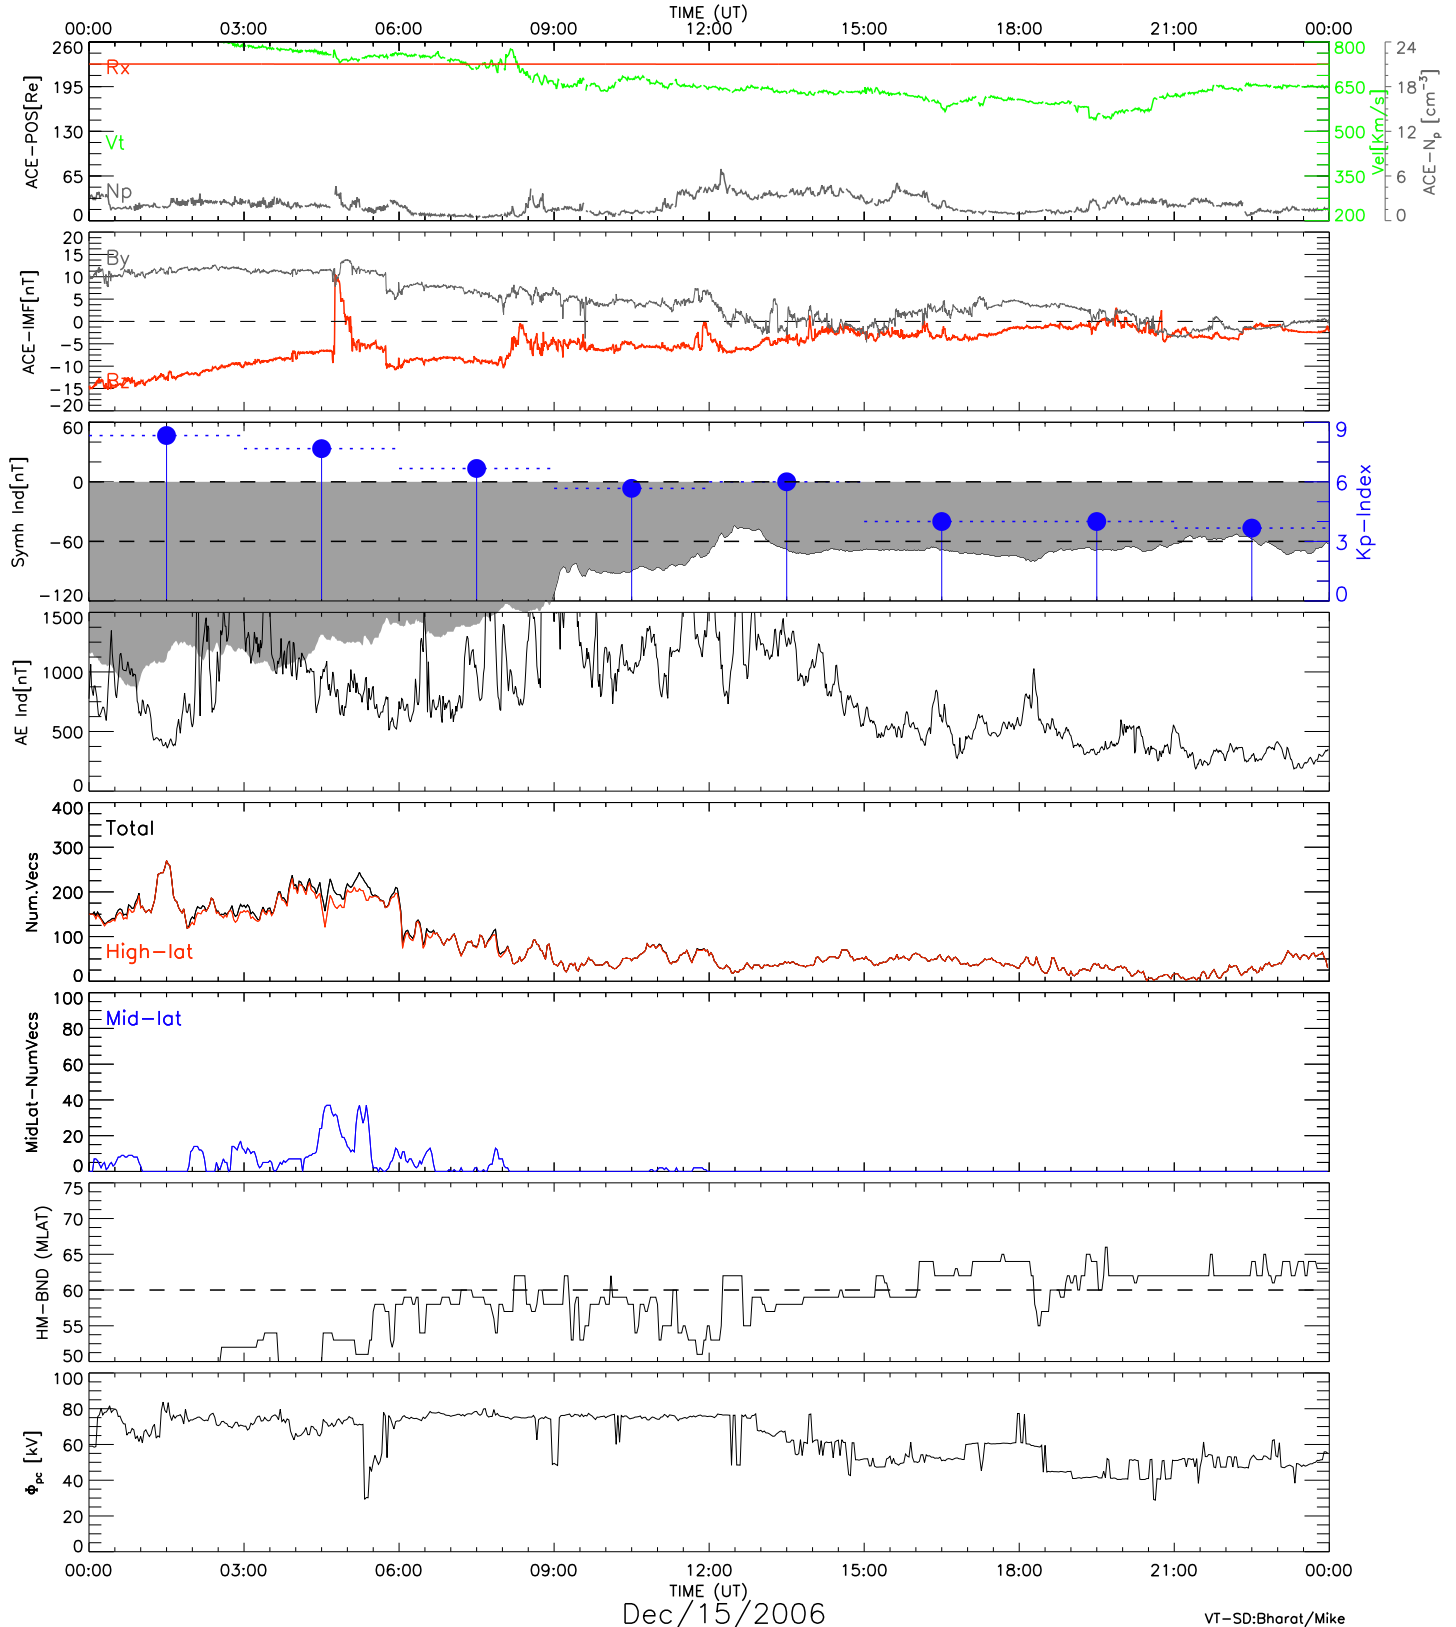 TIME (UT)
00:00 03:00 06:00 09:00 12:00 15:00 18:00 21:00 00:00
ACE-POS[Re]
260
195
130
65
0
Rx
Vt
Np
800
650
500
350
200
Vel[Km/s]
24
18
12
6
0
ACE-Np [cm-3]
ACE-IMF[nT]
20
15
10
5
0
-5
-10
-15
-20
By
Bz
Symh Ind[nT]
60
0
-60
-120
9
6
3
0
Kp-Index
AE Ind[nT]
1500
1000
500
0
Num.Vecs
400
300
200
100
0
Total
High-lat
MidLat-NumVecs
100
80
60
40
20
0
Mid-lat
HM-BND (MLAT)
75
70
65
60
55
50
Φpc [kV]
100
80
60
40
20
0
00:00 03:00 06:00 09:00 12:00 15:00 18:00 21:00 00:00
TIME (UT)
Dec/15/2006
VT-SD:Bharat/Mike